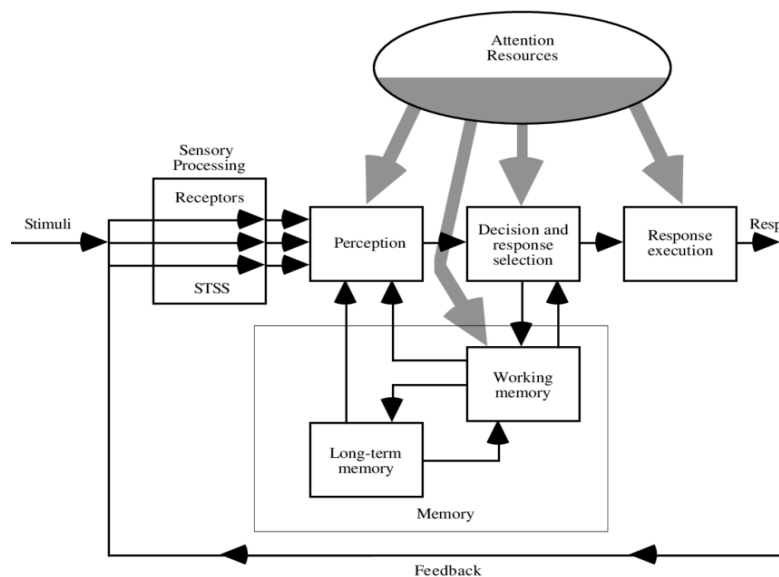 Attention
Resources
Sensory
Processing
Receptors
STSS
Stimuli
Perception
Decision and
response
selection
Response
execution
Resp
Working
memory
Long-term
memory
Memory
Feedback